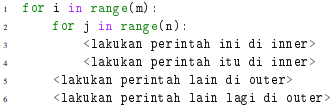 1 for i in range(m):
2     for j in range(n):
3         <lakukan perintah ini di inner>
4         <lakukan perintah itu di inner>
5     <lakukan perintah lain di outer>
6     <lakukan perintah lain lagi di outer>